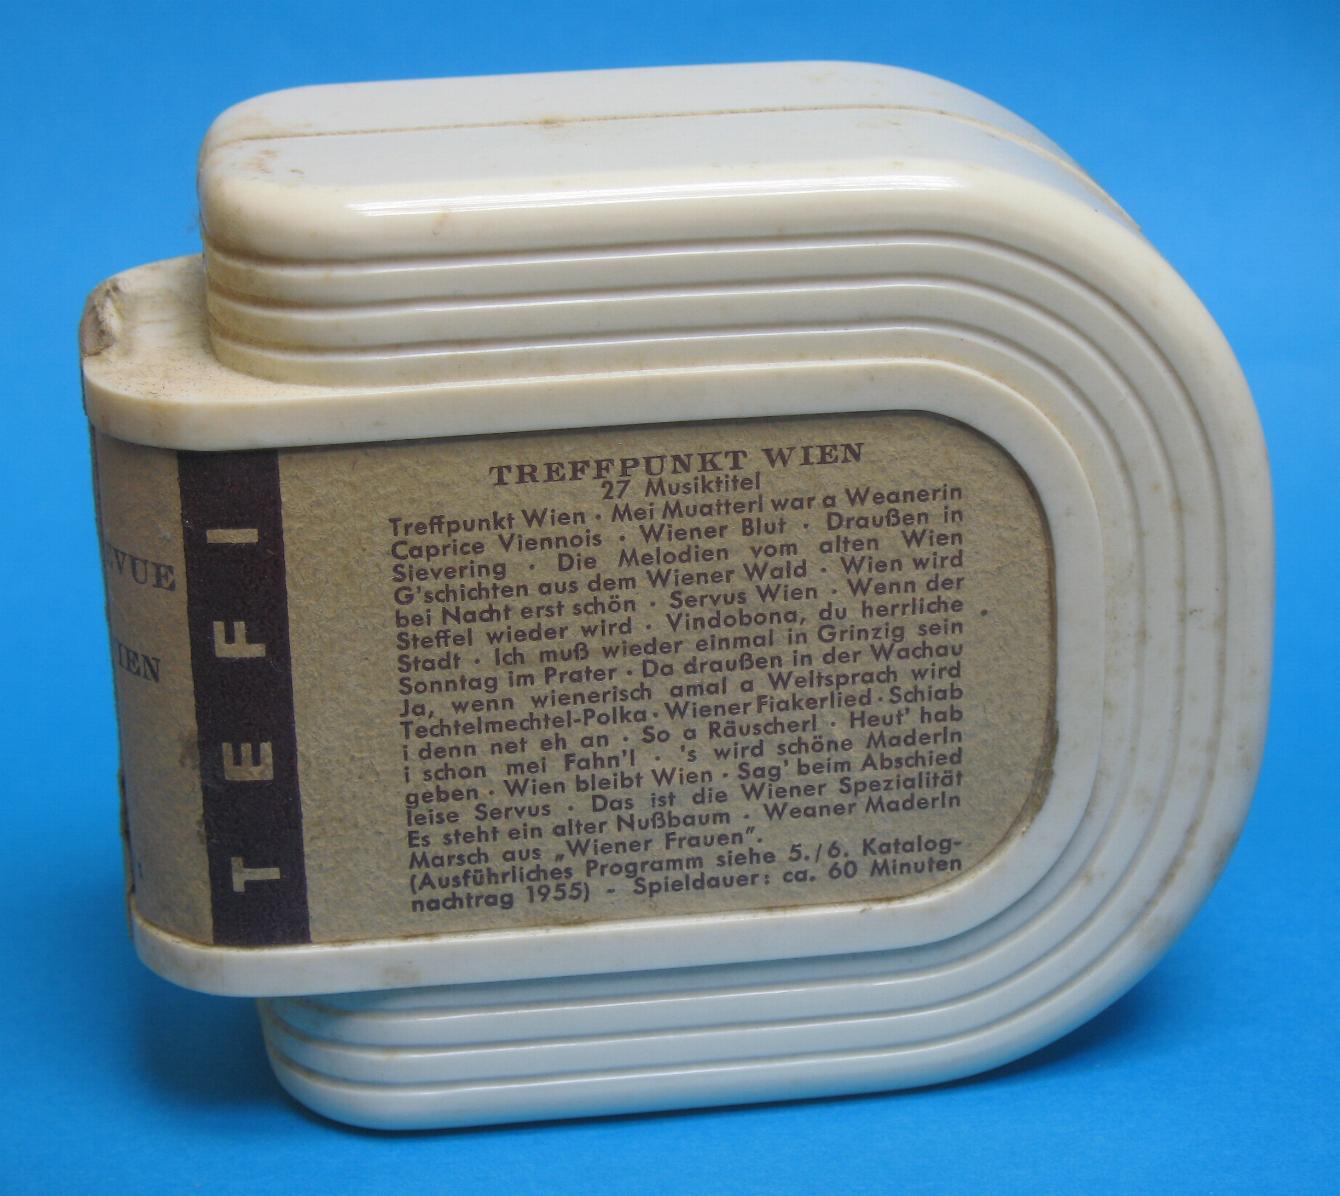 TREFFPUNKT WIEN
27 Musiktitel
Treffpunkt Wien · Mei Muatterl war a Weanerin
Caprice Viennois · Wiener Blut · Draußen in
Sievering · Die Melodien vom alten Wien
G'schichten aus dem Wiener Wald · Wien wird
bei Nacht erst schön · Servus Wien · Wenn der
Steffel wieder wird · Vindobona, du herrliche
Stadt · Ich muß wieder einmal in Grinzig sein
Sonntag im Prater · Da draußen in der Wachau
Ja, wenn wienerisch amal a Weltsprach wird
Techtelmechtel-Polka · Wiener Fiakerlied · Schiab
i denn net eh an · So a Räuscherl · Heut' hab
i schon mei Fahn'l · 's wird schöne Maderln
geben · Wien bleibt Wien · Sag' beim Abschied
leise Servus · Das ist die Wiener Spezialität
Es steht ein alter Nußbaum · Weaner Maderln
Marsch aus „Wiener Frauen".
(Ausführliches Programm siehe 5./6. Katalog-
nachtrag 1955) - Spieldauer: ca. 60 Minuten
TEFI
VUE
IEN